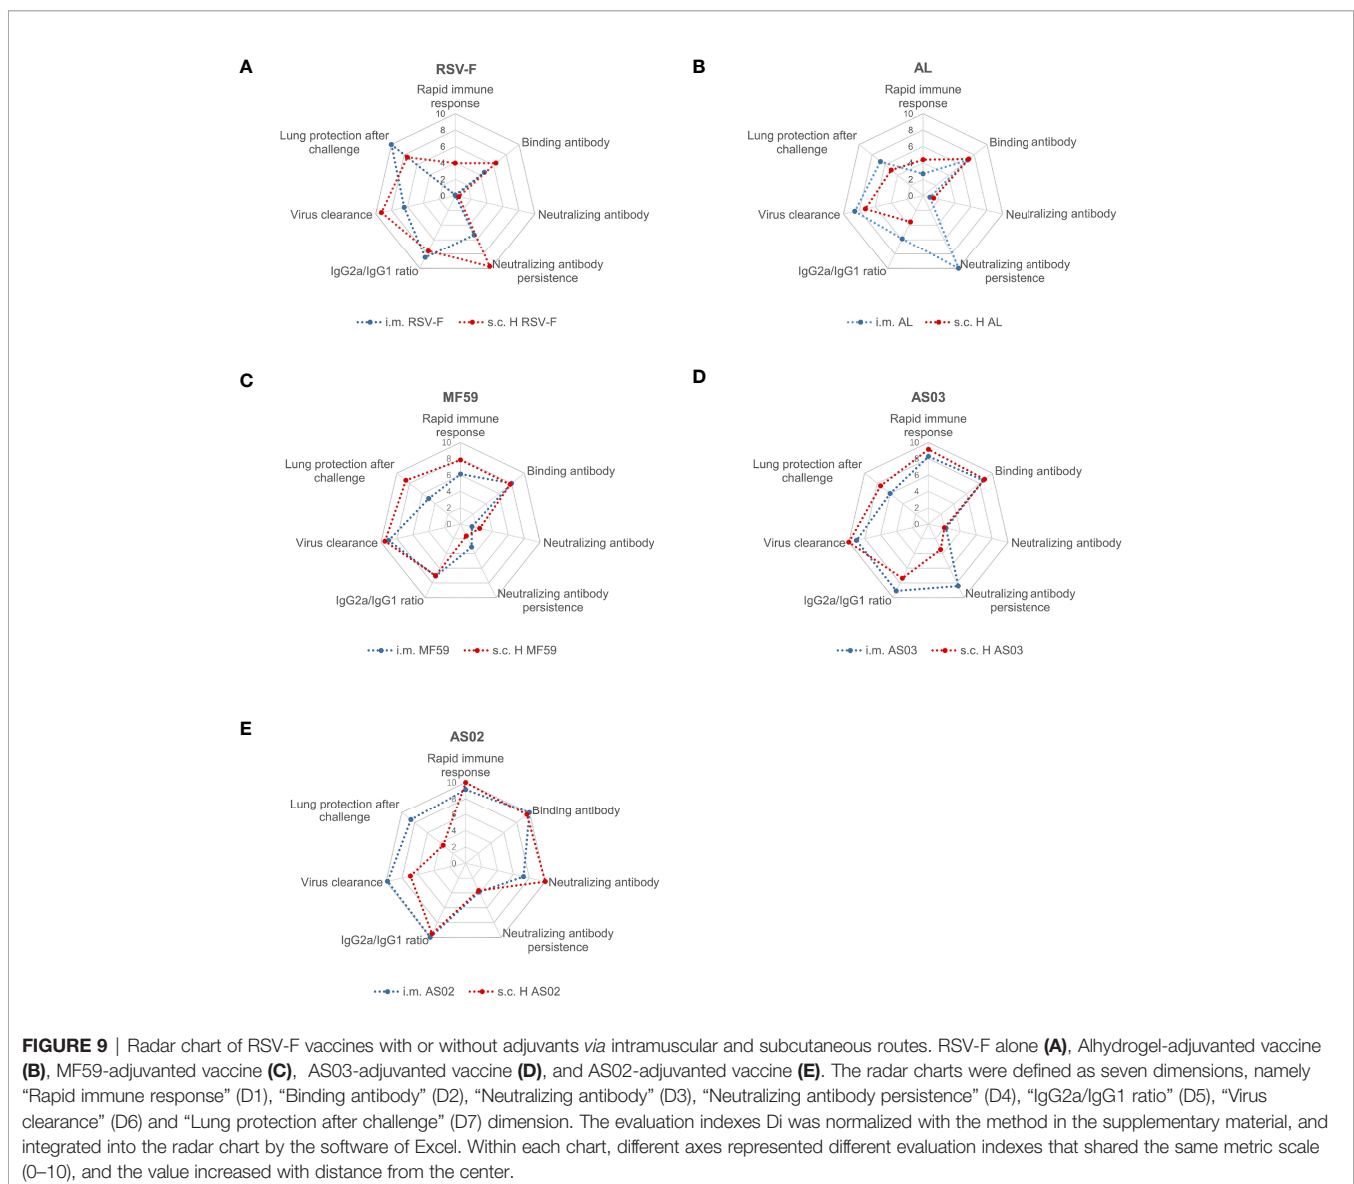 A
RSV-F
Rapid immune
response
10
8
6
4
2
0
Binding antibody
Neutralizing antibody
Neutralizing antibody
persistence
IgG2a/IgG1 ratio
Virus clearance
Lung protection after
challenge
i.m. RSV-F
s.c. H RSV-F
B
AL
Rapid immune
response
10
8
6
4
2
0
Binding antibody
Neutralizing antibody
Neutralizing antibody
persistence
IgG2a/IgG1 ratio
Virus clearance
Lung protection after
challenge
i.m. AL
s.c. H AL
C
MF59
Rapid immune
response
10
8
6
4
2
0
Binding antibody
Neutralizing antibody
Neutralizing antibody
persistence
IgG2a/IgG1 ratio
Virus clearance
Lung protection after
challenge
i.m. MF59
s.c. H MF59
D
AS03
Rapid immune
response
10
8
6
4
2
0
Binding antibody
Neutralizing antibody
Neutralizing antibody
persistence
IgG2a/IgG1 ratio
Virus clearance
Lung protection after
challenge
i.m. AS03
s.c. H AS03
E
AS02
Rapid immune
response
10
8
6
4
2
0
Binding antibody
Neutralizing antibody
Neutralizing antibody
persistence
IgG2a/IgG1 ratio
Virus clearance
Lung protection after
challenge
i.m. AS02
s.c. H AS02
FIGURE 9 | Radar chart of RSV-F vaccines with or without adjuvants via intramuscular and subcutaneous routes. RSV-F alone (A), Alhydrogel-adjuvanted vaccine
(B), MF59-adjuvanted vaccine (C), AS03-adjuvanted vaccine (D), and AS02-adjuvanted vaccine (E). The radar charts were defined as seven dimensions, namely
“Rapid immune response” (D1), “Binding antibody” (D2), “Neutralizing antibody” (D3), “Neutralizing antibody persistence” (D4), “IgG2a/IgG1 ratio” (D5), “Virus
clearance” (D6) and “Lung protection after challenge” (D7) dimension. The evaluation indexes Di was normalized with the method in the supplementary material, and
integrated into the radar chart by the software of Excel. Within each chart, different axes represented different evaluation indexes that shared the same metric scale
(0–10), and the value increased with distance from the center.